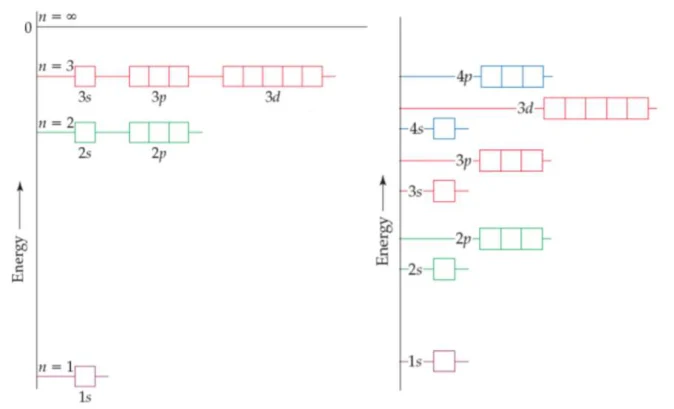 n = ∞
0
n = 3
3s 3p 3d
n = 2
2s 2p
Energy
n = 1
1s
4p
3d
4s
3p
3s
Energy
2p
2s
1s